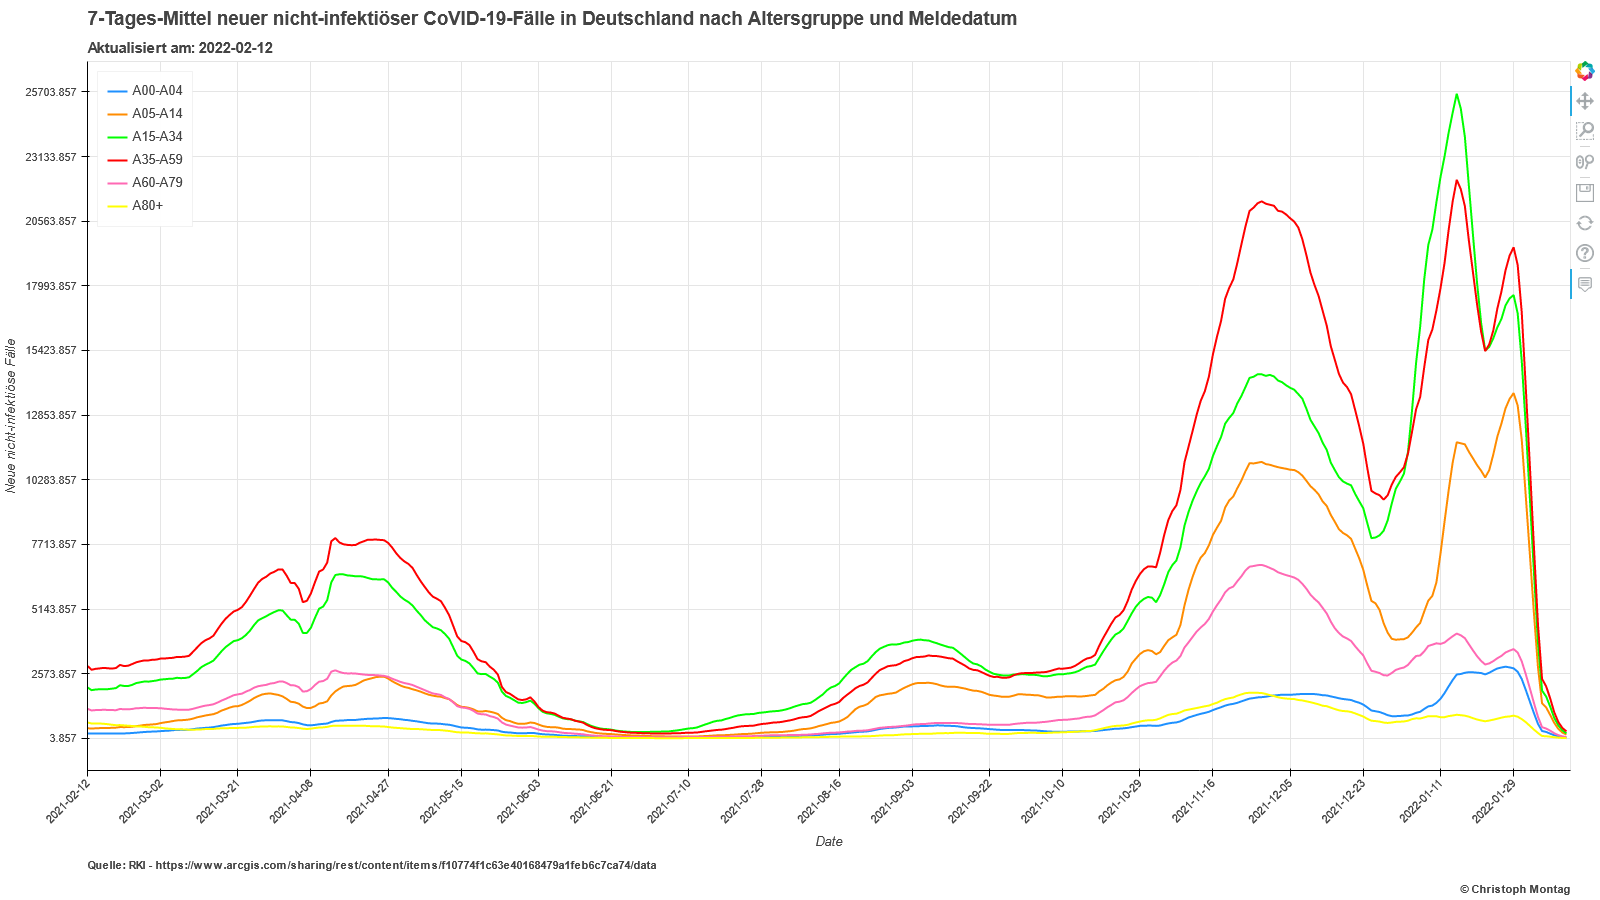 7-Tages-Mittel neuer nicht-infektiöser CoVID-19-Fälle in Deutschland nach Altersgruppe und Meldedatum
Aktualisiert am: 2022-02-12
A00-A04
A05-A14
A15-A34
A35-A59
A60-A79
A80+
25703.857
23133.857
20563.857
17993.857
15423.857
12853.857
10283.857
7713.857
5143.857
2573.857
3.857
Neue nicht-infektiöse Fälle
2021-02-12
2021-03-02
2021-03-21
2021-04-08
2021-04-27
2021-05-15
2021-06-03
2021-06-21
2021-07-10
2021-07-28
2021-08-16
2021-09-03
2021-09-22
2021-10-10
2021-10-29
2021-11-16
2021-12-05
2021-12-23
2022-01-11
2022-01-29
Date
Quelle: RKI - https://www.arcgis.com/sharing/rest/content/items/f10774f1c63e40168479a1feb6c7ca74/data
© Christoph Montag